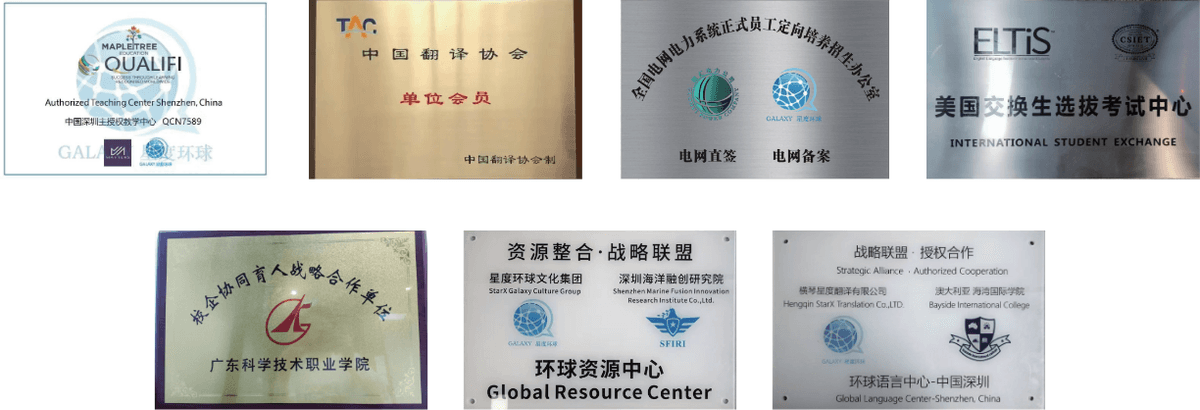 MAPLE TREE
EDUCATION
QUALIFI
Authorized Teaching Center Shenzhen, China
中国深圳主授权教学中心 QCN7589
GALAXY 星度环球
GALAXY 星度环球
TAC
中国翻译协会
单位会员
中国翻译协会制
全国电网电力系统正式员工定向培养招生办公室
GALAXY 星度环球
电网直签
电网备案
ELTiS™
CSIET
美国交换生选拔考试中心
INTERNATIONAL STUDENT EXCHANGE
校企协同育人战略合作单位
广东科学技术职业学院
资源整合·战略联盟
星度环球文化集团
StarX Galaxy Culture Group
深圳海洋融创研究院
Shenzhen Marine Fusion Innovation
Research Institute Co.,Ltd.
GALAXY 星度环球
SFIRI
环球资源中心
Global Resource Center
战略联盟 · 授权合作
Strategic Alliance · Authorized Cooperation
横琴星度翻译有限公司
Hengqin StarX Translation Co.,LTD.
澳大利亚 海湾国际学院
Bayside International College
GALAXY 星度环球
环球语言中心-中国深圳
Global Language Center-Shenzhen, China